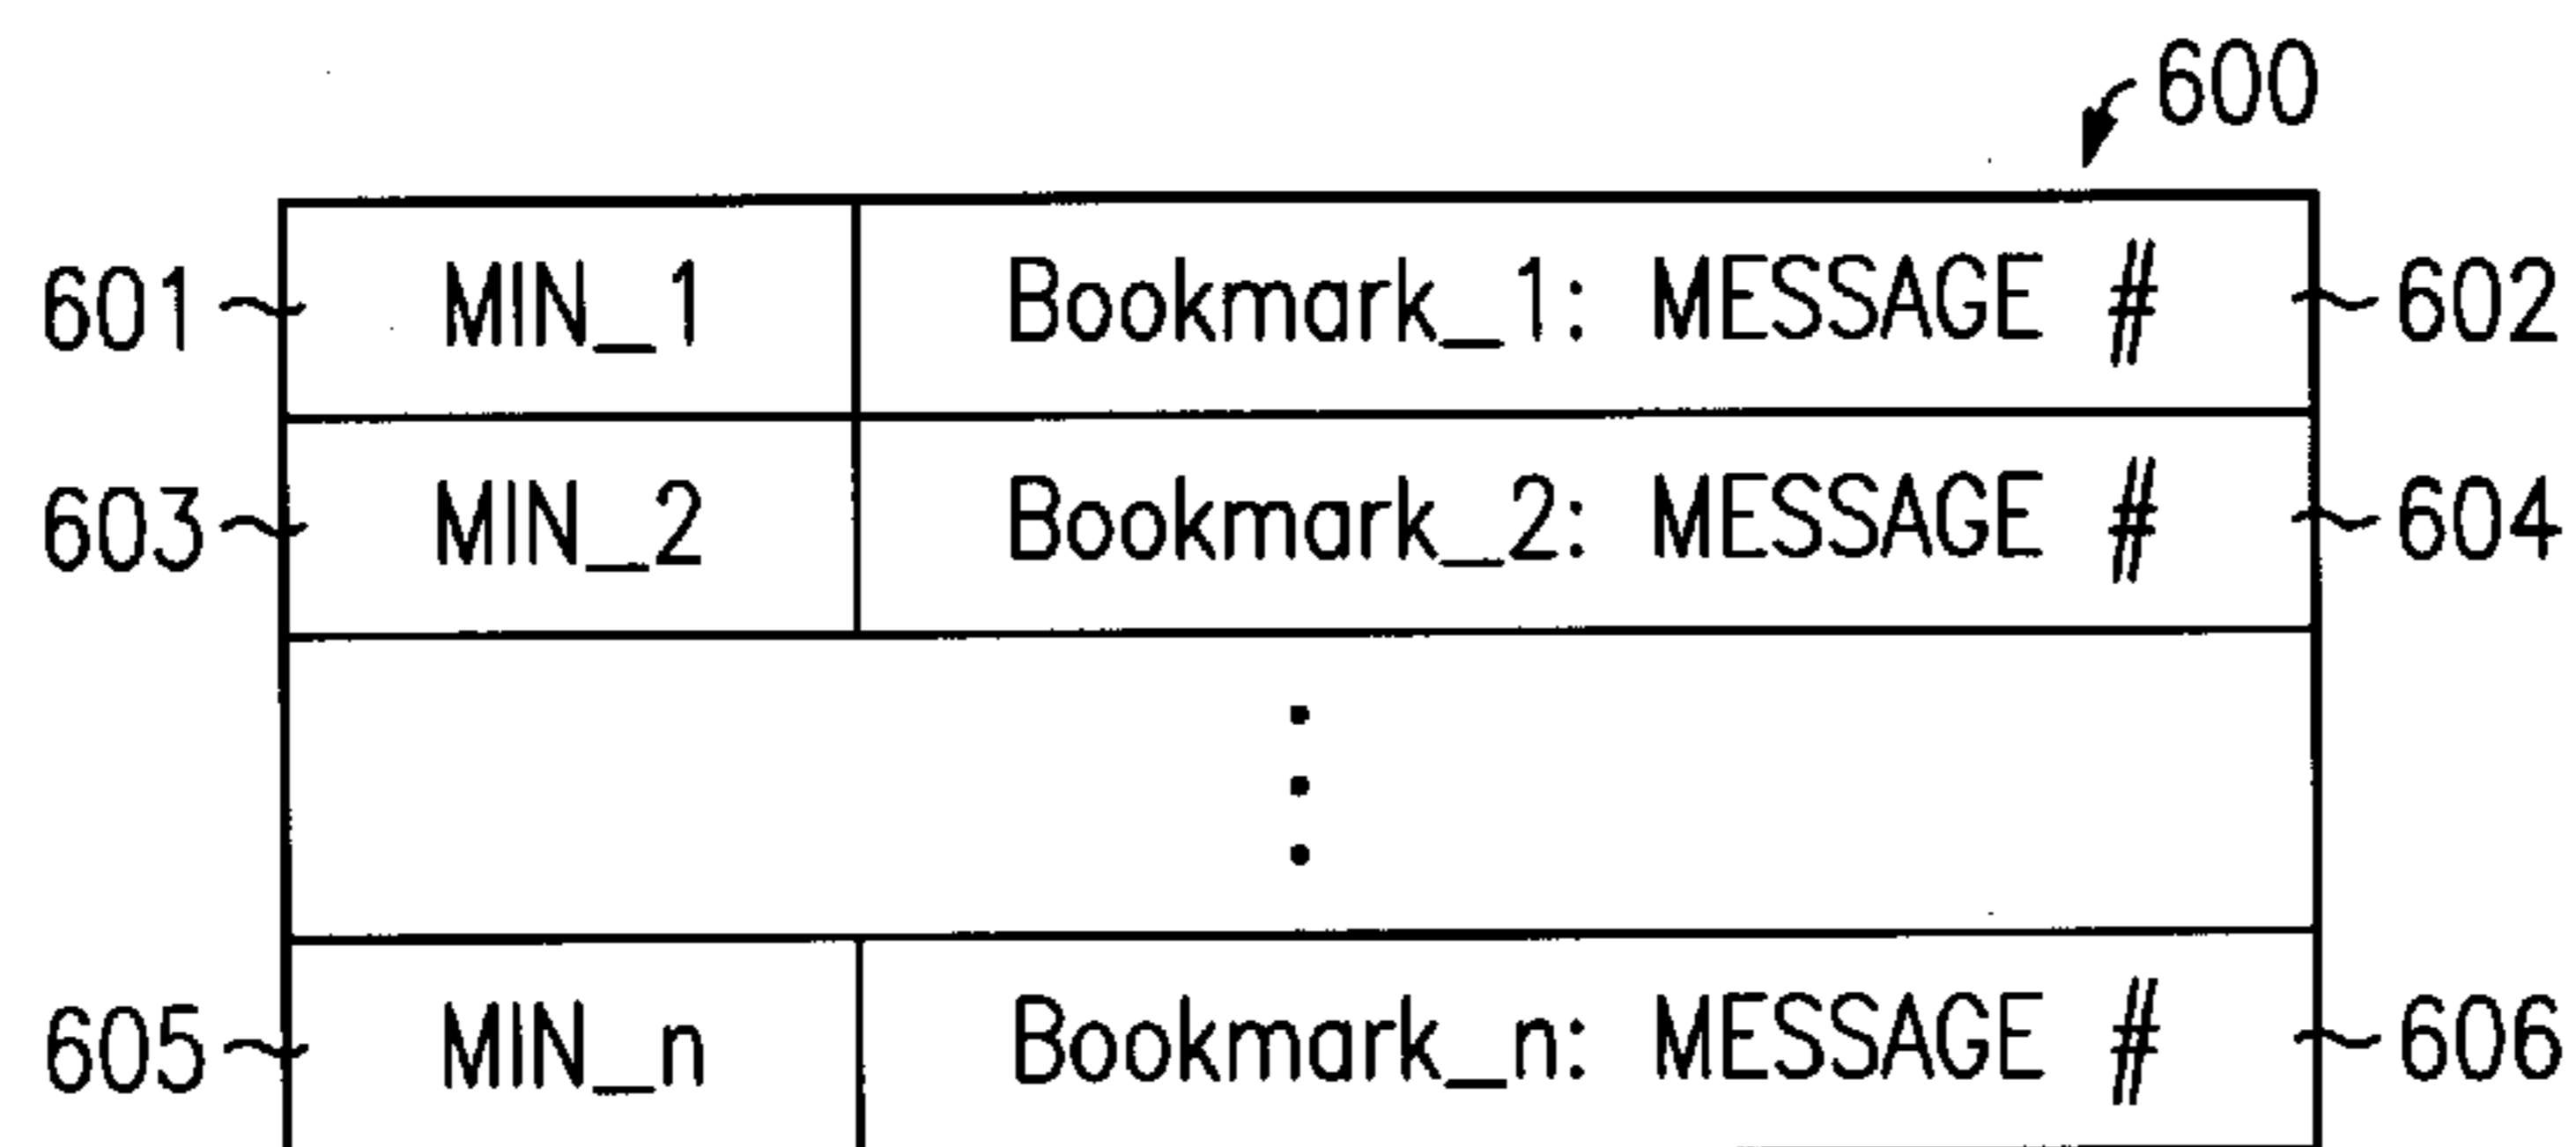 600
601 MIN_1 Bookmark_1: MESSAGE # 602
603 MIN_2 Bookmark_2: MESSAGE # 604
605 MIN_n Bookmark_n: MESSAGE # 606